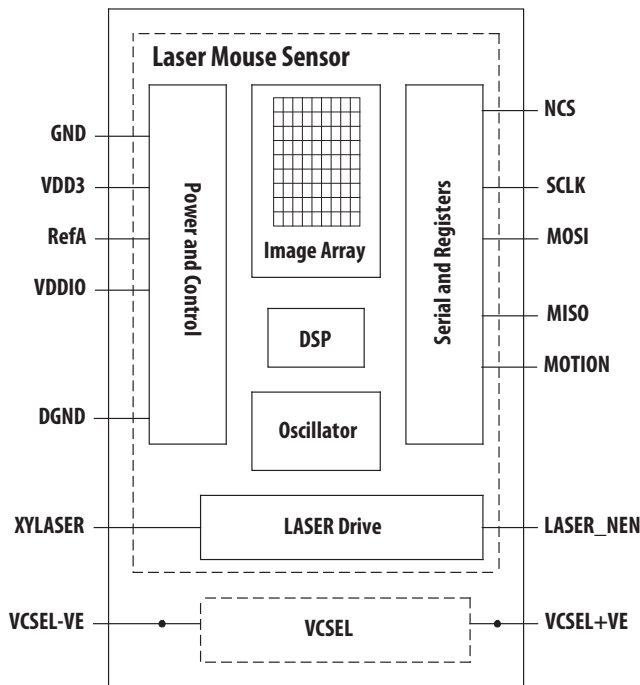 Laser Mouse Sensor
GND
VDD3
RefA
VDDIO
DGND
XYLASER
VCSEL-VE
Power and Control
Image Array
DSP
Oscillator
LASER Drive
VCSEL
Serial and Registers
NCS
SCLK
MOSI
MISO
MOTION
LASER_NEN
VCSEL+VE